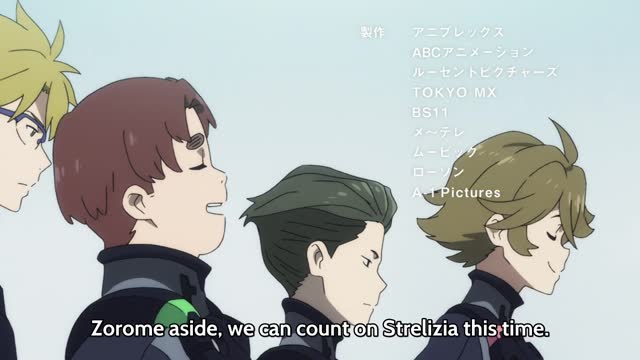 製作
アニプレックス
ABCアニメーション
ルーセントピクチャーズ
TOKYO MX
BS11
メ〜テレ
ムービック
ローソン
A-1 Pictures
Zorome aside, we can count on Strelizia this time.